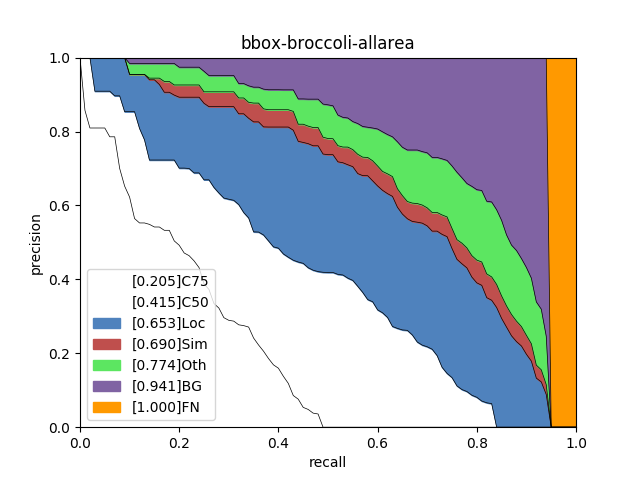 bbox-broccoli-allarea
precision
1.0
0.8
0.6
0.4
0.2
0.0
[0.205]C75
[0.415]C50
[0.653]Loc
[0.690]Sim
[0.774]Oth
[0.941]BG
[1.000]FN
0.0 0.2 0.4 0.6 0.8 1.0
recall